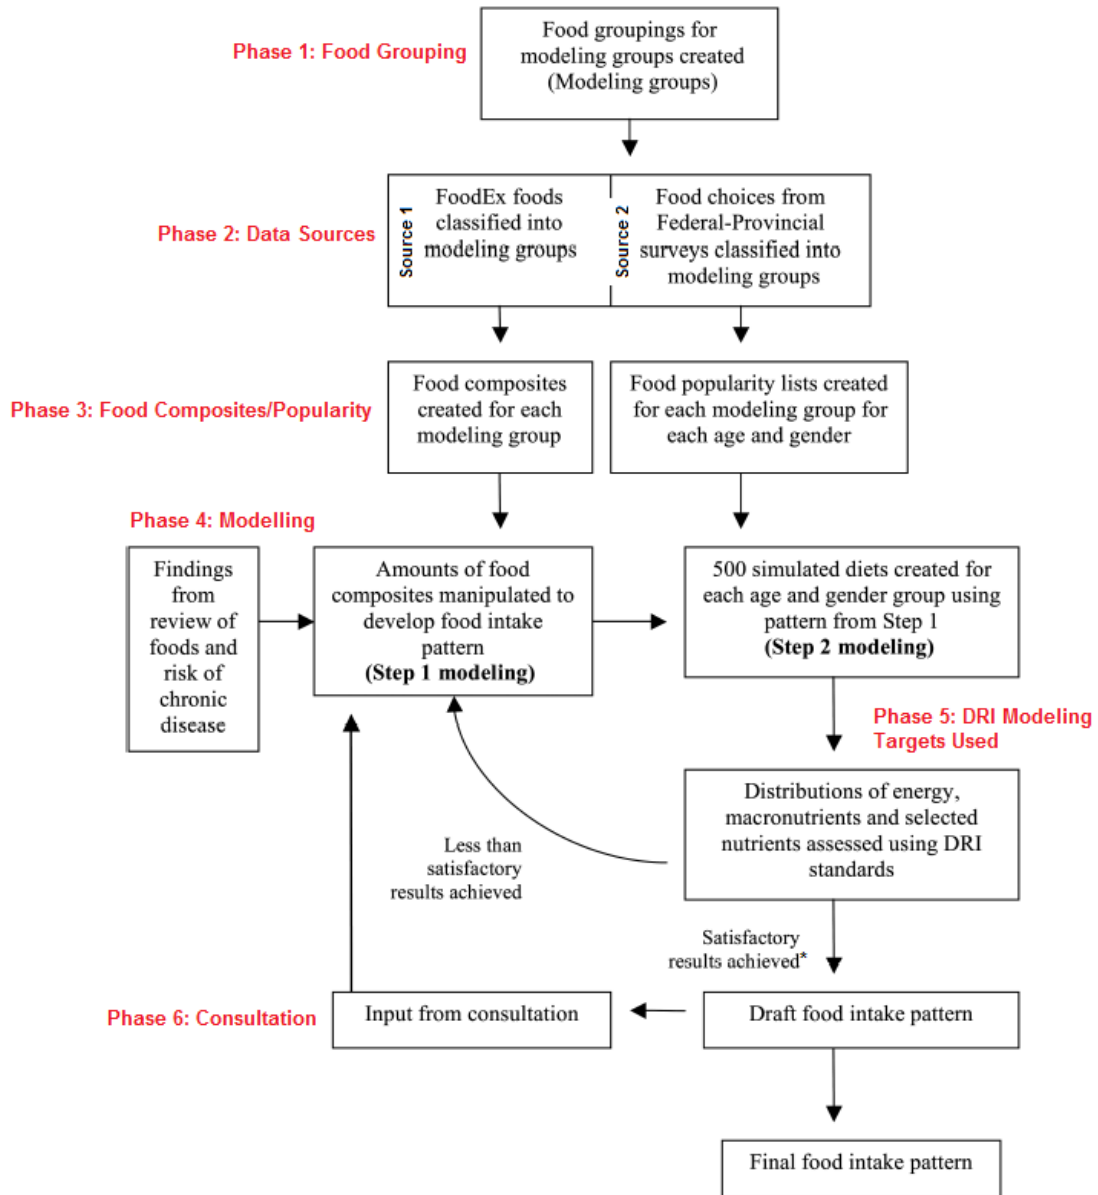 Phase 1: Food Grouping
Food groupings for
modeling groups created
(Modeling groups)
Phase 2: Data Sources
Source 1
FoodEx foods
classified into
modeling groups
Source 2
Food choices from
Federal-Provincial
surveys classified into
modeling groups
Phase 3: Food Composites/Popularity
Food composites
created for each
modeling group
Food popularity lists created
for each modeling group for
each age and gender
Phase 4: Modelling
Findings
from
review of
foods and
risk of
chronic
disease
Amounts of food
composites manipulated to
develop food intake
pattern
(Step 1 modeling)
500 simulated diets created for
each age and gender group using
pattern from Step 1
(Step 2 modeling)
Phase 5: DRI Modeling
Targets Used
Distributions of energy,
macronutrients and selected
nutrients assessed using DRI
standards
Less than
satisfactory
results achieved
Satisfactory
results achieved*
Phase 6: Consultation
Input from consultation
Draft food intake pattern
Final food intake pattern